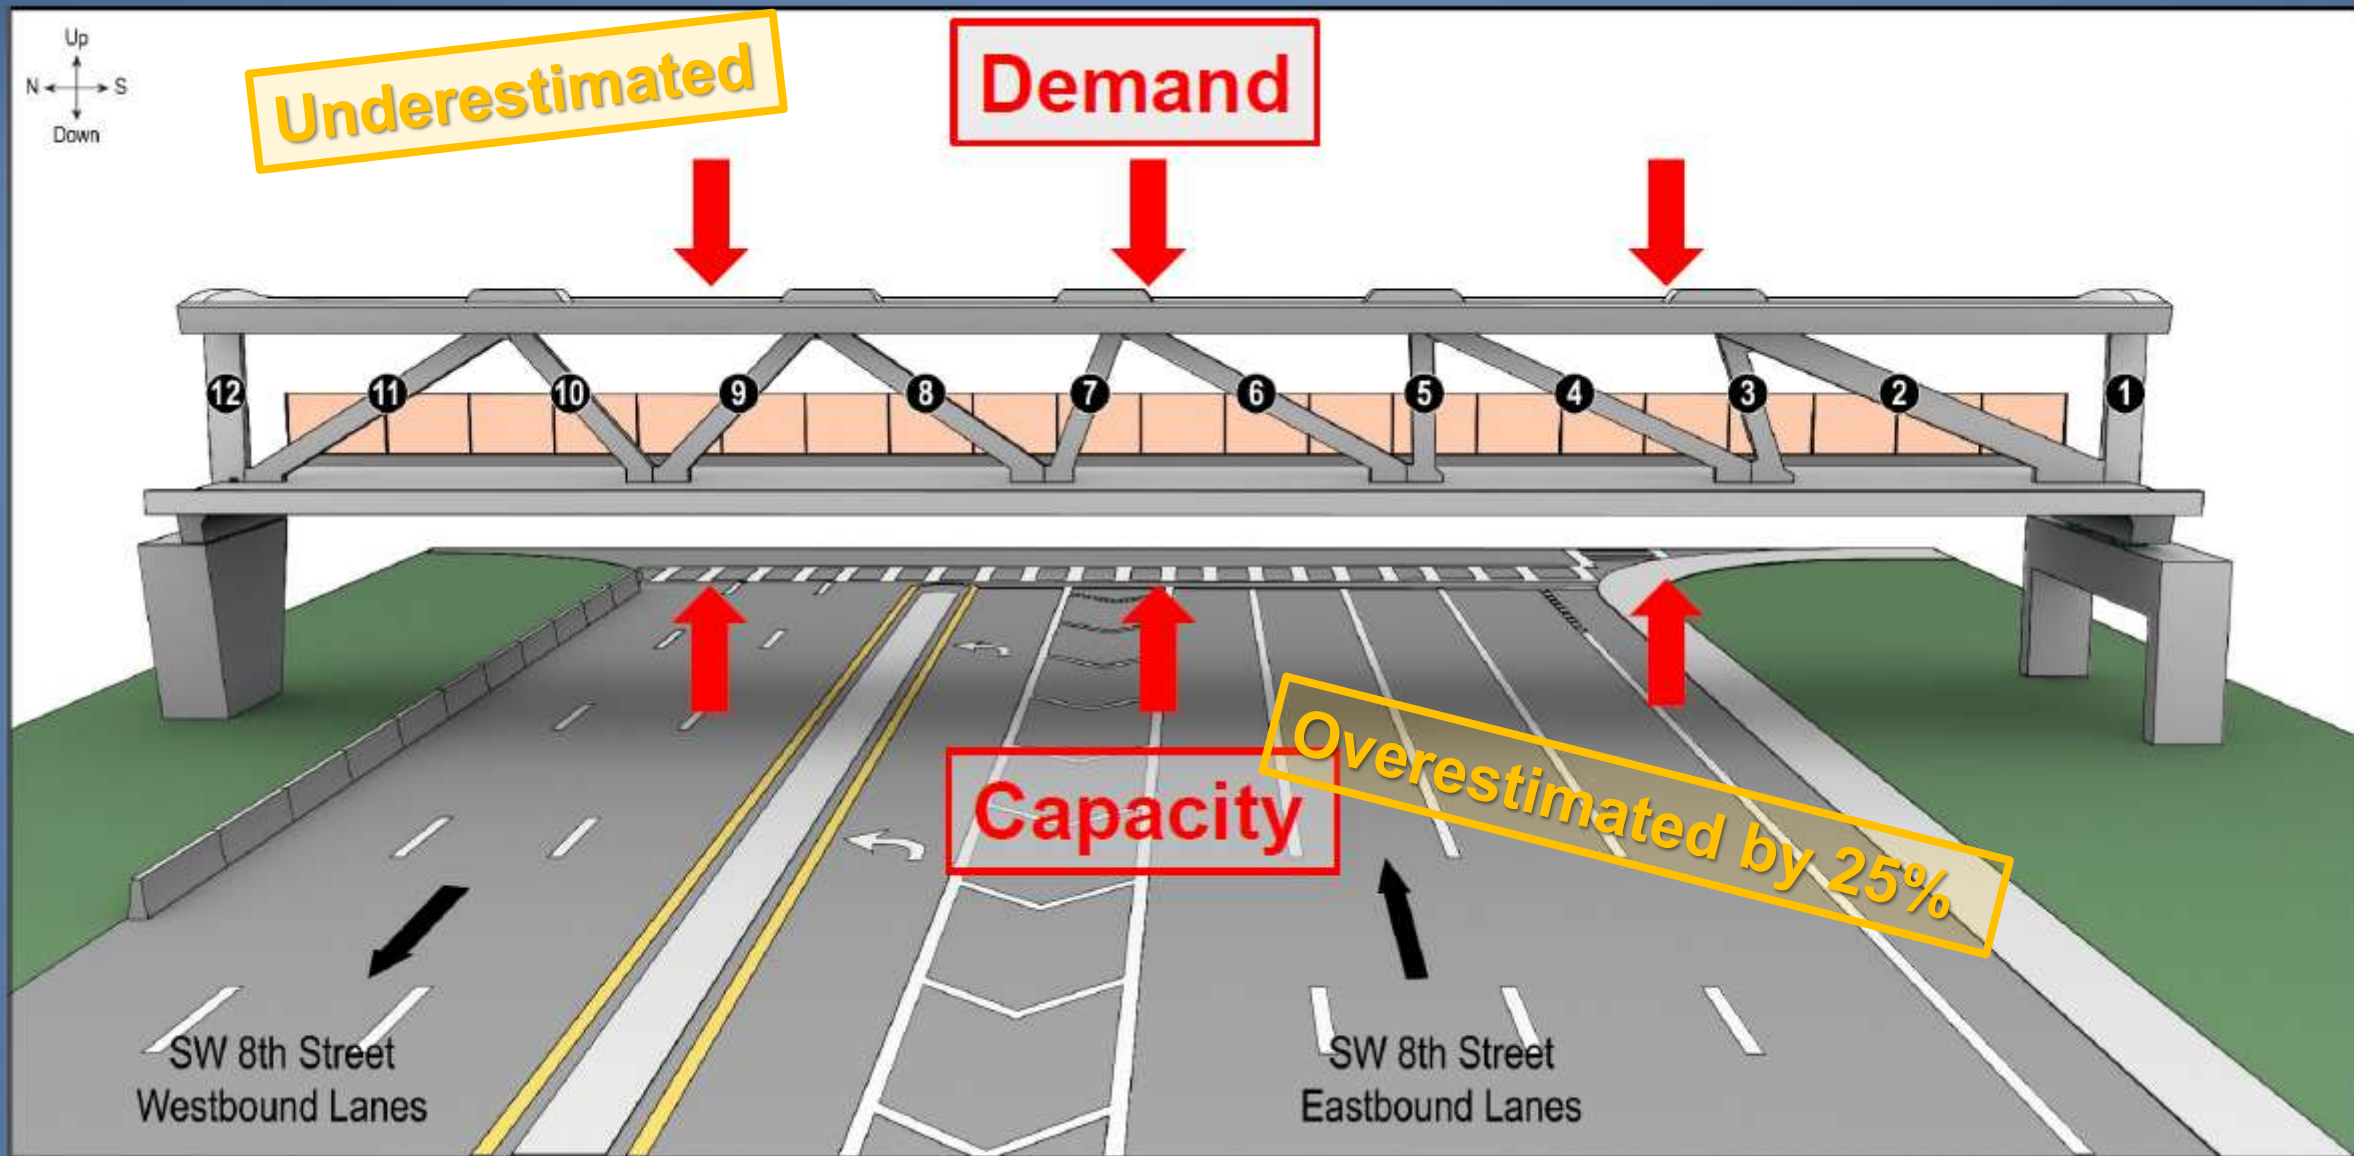 Up
N S
Down
Underestimated
Demand
12 11 10 9 8 7 6 5 4 3 2 1
Capacity
Overestimated by 25%
SW 8th Street
Westbound Lanes
SW 8th Street
Eastbound Lanes